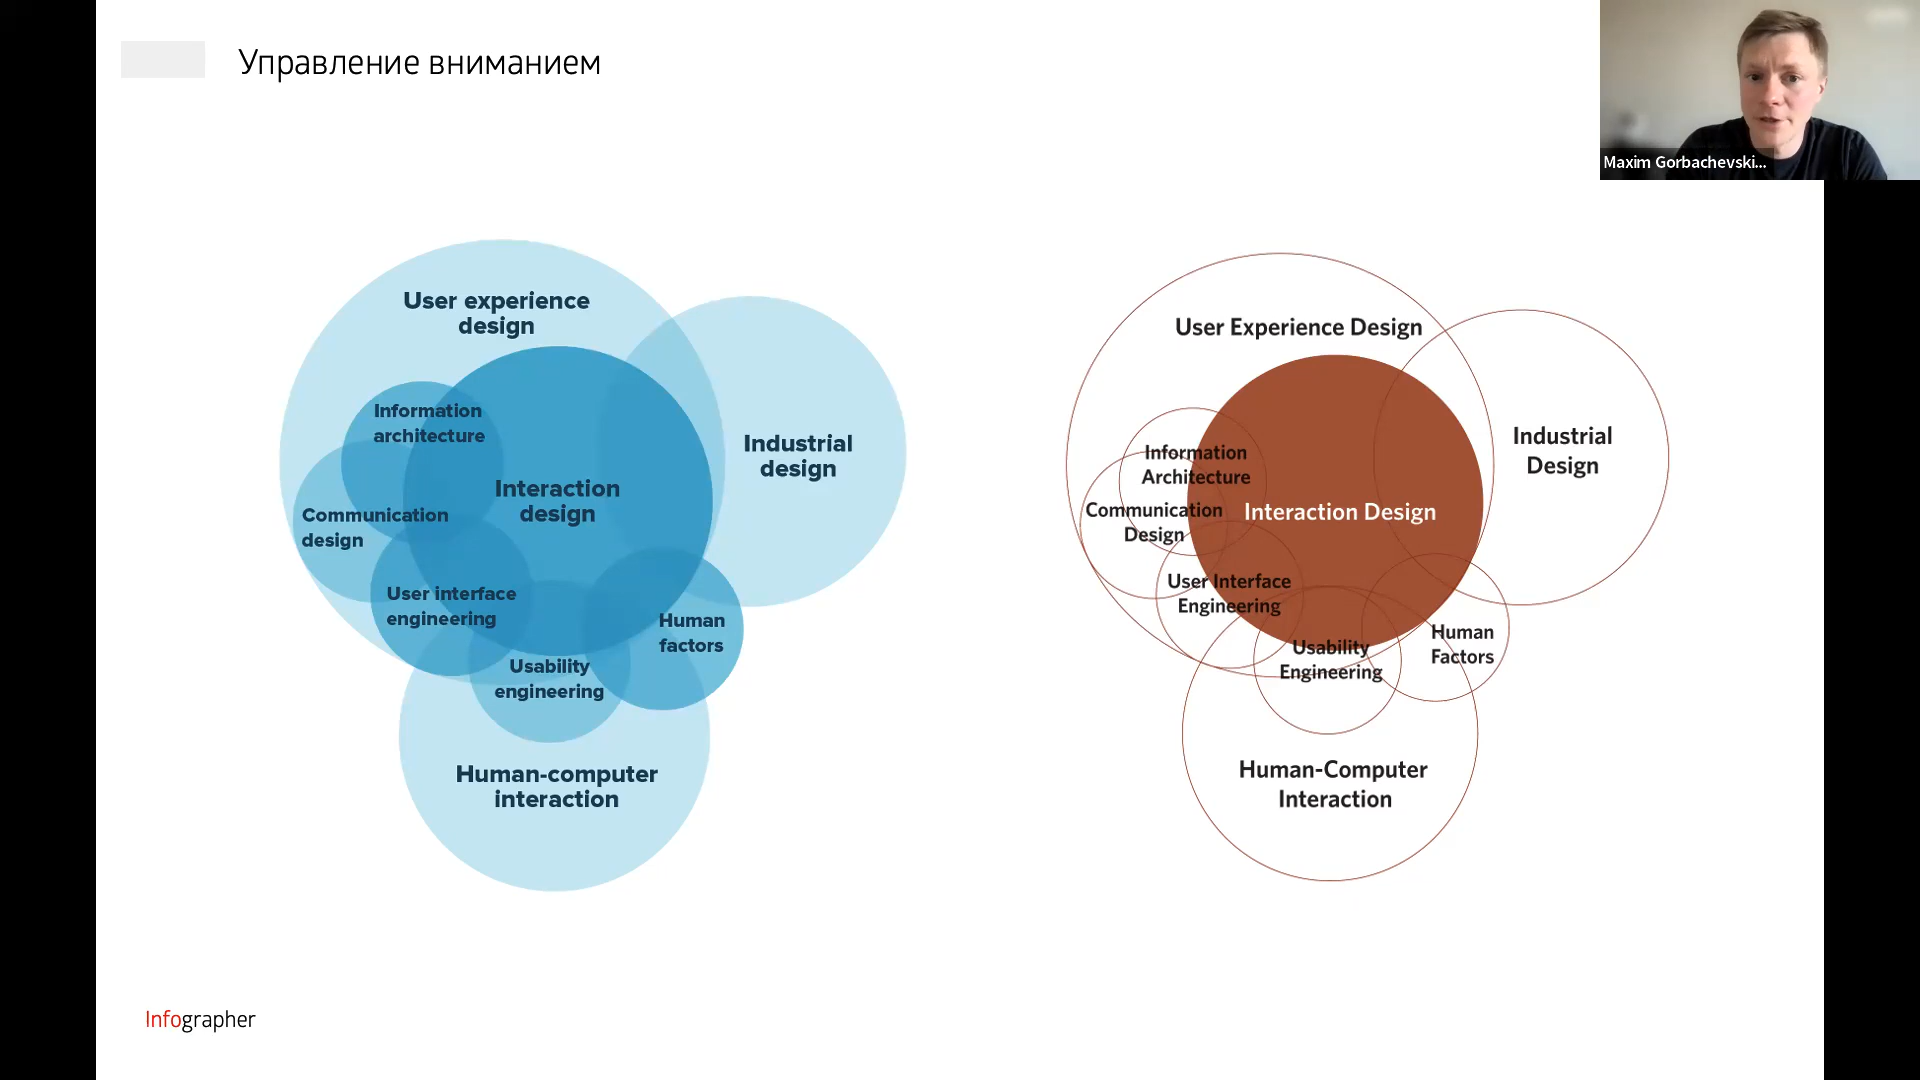 Управление вниманием
Maxim Gorbachevski...
User experience
design
Information
architecture
Communication
design
Interaction
design
Industrial
design
User interface
engineering
Human
factors
Usability
engineering
Human-computer
interaction
User Experience Design
Information
Architecture
Communication
Design
Interaction Design
Industrial
Design
User Interface
Engineering
Usability
Engineering
Human
Factors
Human-Computer
Interaction
Infographer